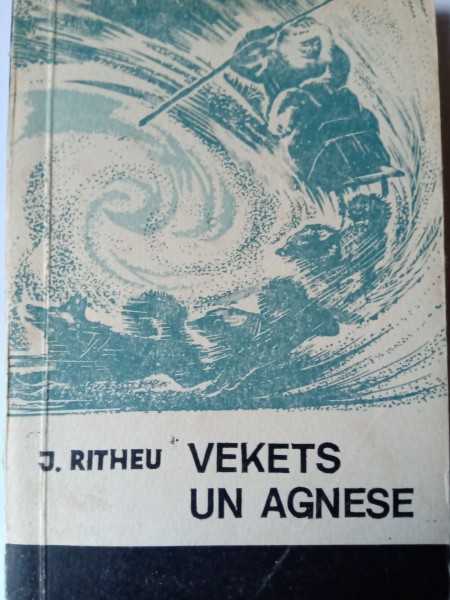 J. RITHEU
VEKETS
UN AGNESE